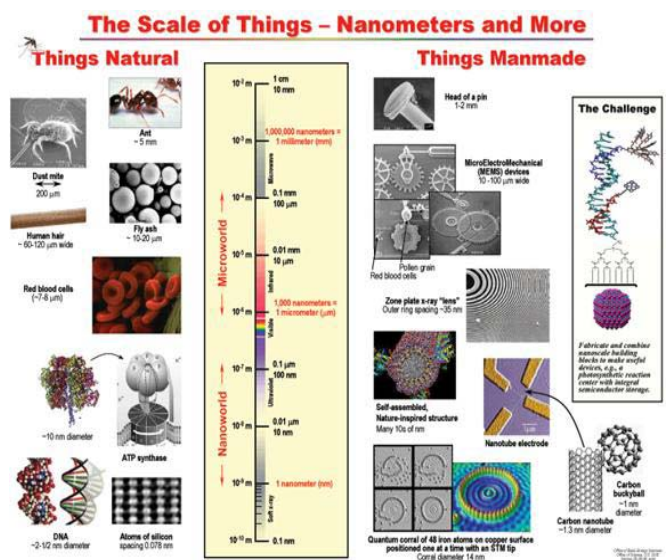 The Scale of Things – Nanometers and More
Things Natural
Things Manmade
Ant
~ 5 mm
Dust mite
200 µm
Human hair
~ 60-120 µm wide
Fly ash
~ 10-20 µm
Red blood cells
(~7-8 µm)
~10 nm diameter
ATP synthase
DNA
~2-1/2 nm diameter
Atoms of silicon
spacing 0.078 nm
10⁻² m
1 cm
10 mm
10⁻³ m
1,000,000 nanometers =
1 millimeter (mm)
Microwave
10⁻⁴ m
0.1 mm
100 µm
Microworld
10⁻⁵ m
0.01 mm
10 µm
Infrared
10⁻⁶ m
1,000 nanometers =
1 micrometer (µm)
Visible
10⁻⁷ m
0.1 µm
100 nm
Ultraviolet
Nanoworld
10⁻⁸ m
0.01 µm
10 nm
10⁻⁹ m
1 nanometer (nm)
Soft x-ray
10⁻¹⁰ m
0.1 nm
Head of a pin
1-2 mm
MicroElectroMechanical
(MEMS) devices
10 -100 µm wide
Pollen grain
Red blood cells
Zone plate x-ray "lens"
Outer ring spacing ~35 nm
Self-assembled,
Nature-inspired structure
Many 10s of nm
Nanotube electrode
Quantum corral of 48 iron atoms on copper surface
positioned one at a time with an STM tip
Corral diameter 14 nm
Carbon nanotube
~1.3 nm diameter
Carbon
buckyball
~1 nm
diameter
The Challenge
Fabricate and combine
nanoscale building
blocks to make useful
devices, e.g., a
photosynthetic reaction
center with integral
semiconductor storage.